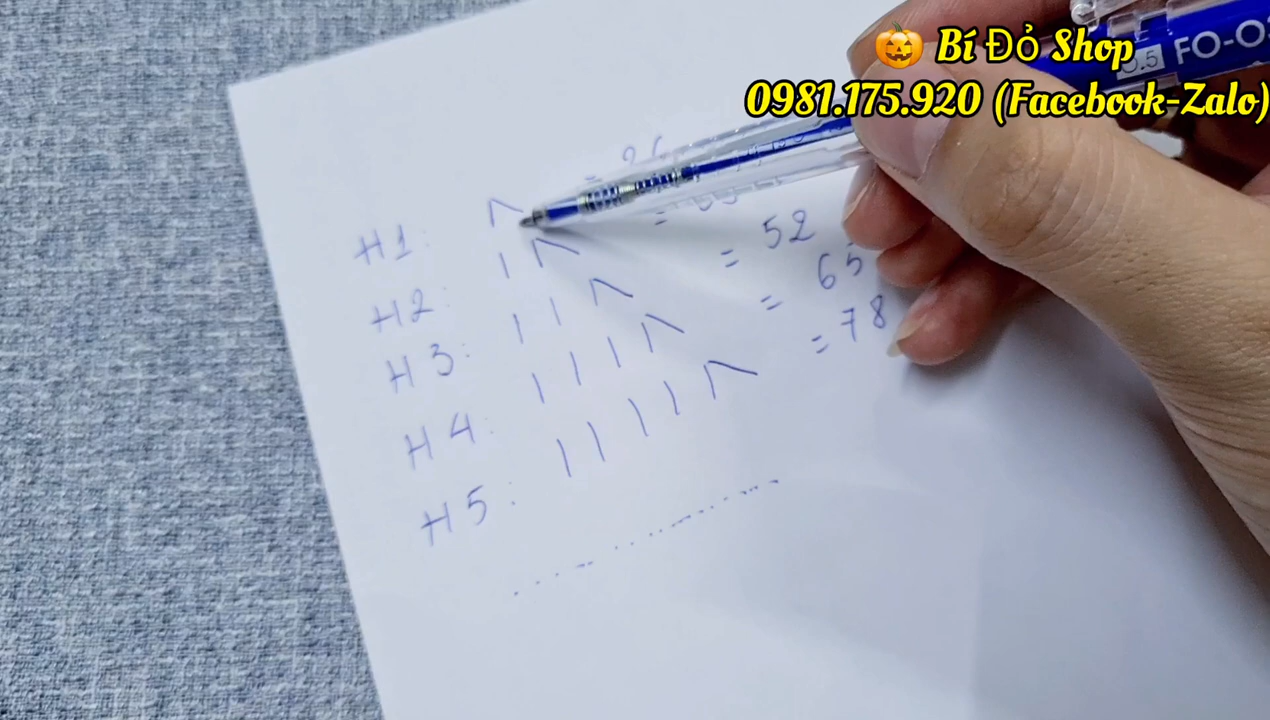 🎃 Bí Đỏ Shop
0981.175.920 (Facebook-Zalo)
0.5 FO-03
H1: Λ =
H2: | Λ =
H3: | | Λ = 52
H4: | | | Λ = 65
H5: | | | | Λ = 78